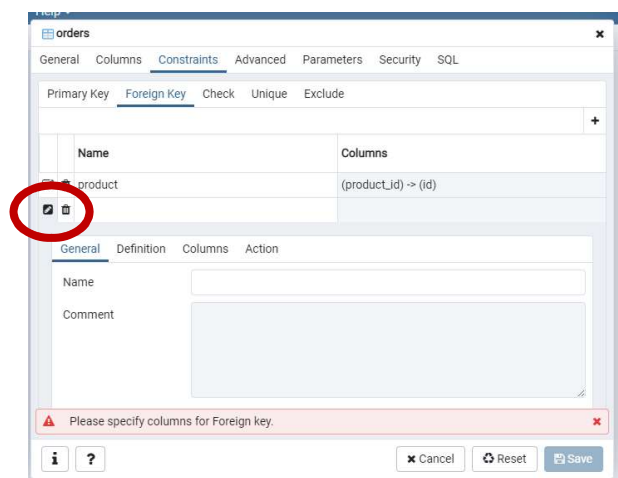 Help
orders
General Columns Constraints Advanced Parameters Security SQL
Primary Key Foreign Key Check Unique Exclude
Name Columns
product (product_id) -> (id)
General Definition Columns Action
Name
Comment
Please specify columns for Foreign key.
i ? Cancel Reset Save